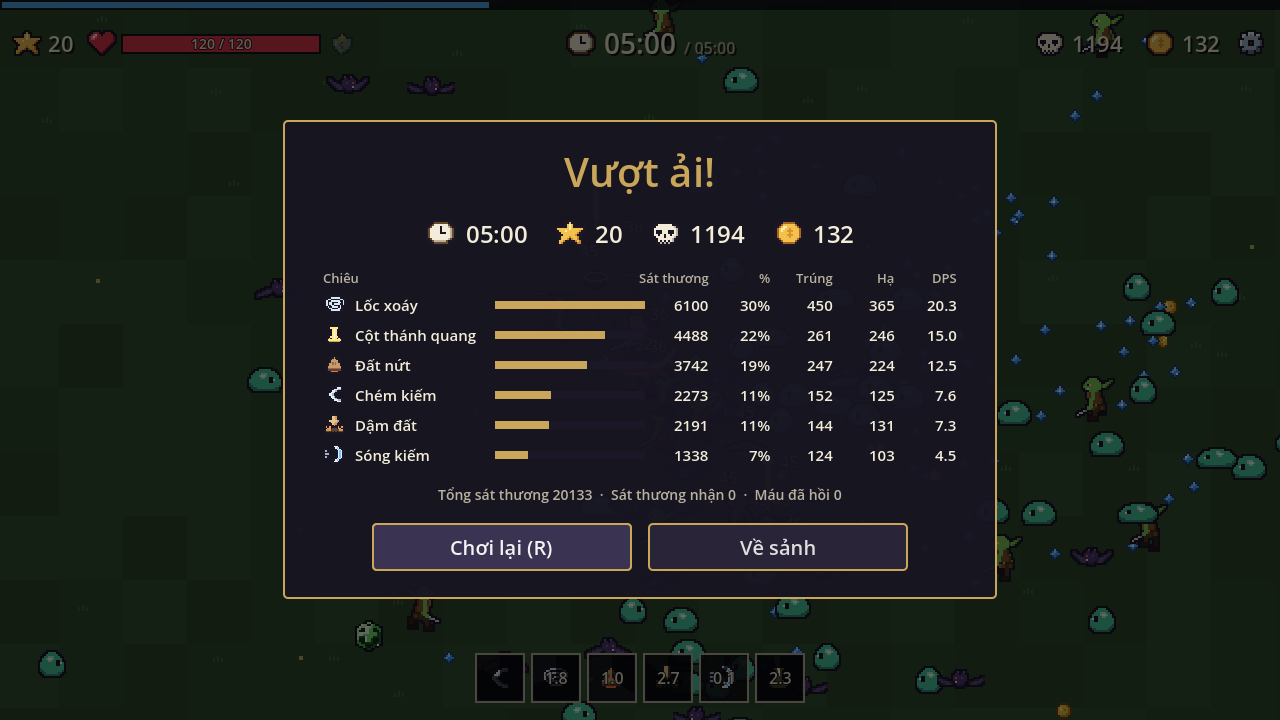 20 120 / 120 05:00 / 05:00 1194 132
Vượt ải!
05:00 20 1194 132
Chiêu Sát thương % Trúng Hạ DPS
Lốc xoáy 6100 30% 450 365 20.3
Cột thánh quang 4488 22% 261 246 15.0
Đất nứt 3742 19% 247 224 12.5
Chém kiếm 2273 11% 152 125 7.6
Dậm đất 2191 11% 144 131 7.3
Sóng kiếm 1338 7% 124 103 4.5
Tổng sát thương 20133 · Sát thương nhận 0 · Máu đã hồi 0
Chơi lại (R) Về sảnh
1.8 1.0 2.7 0.1 2.3